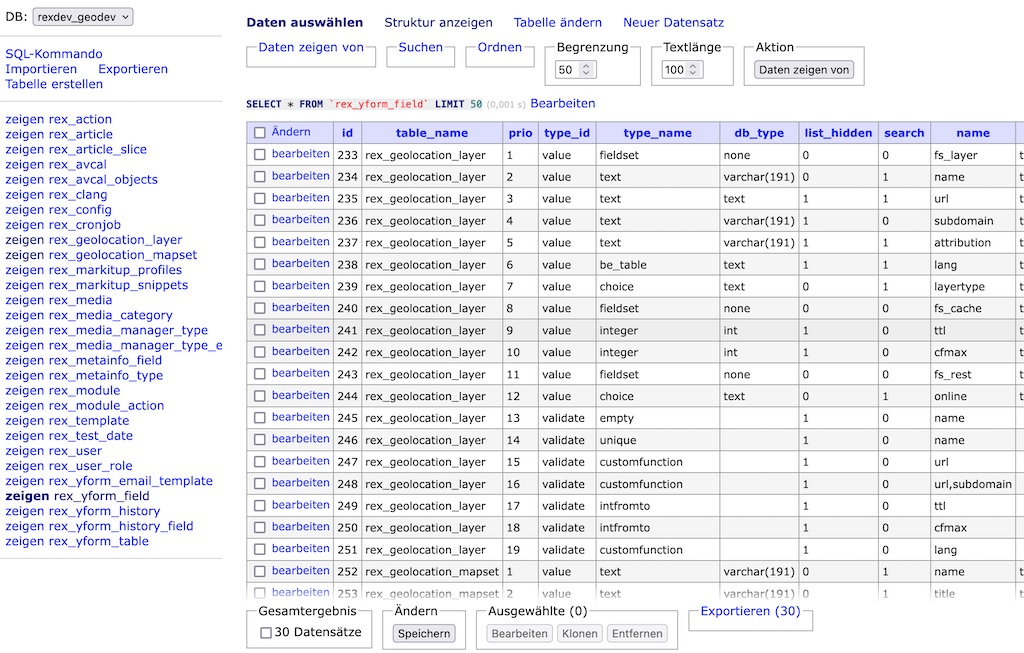 DB: rexdev_geodev
SQL-Kommando
Importieren Exportieren
Tabelle erstellen
zeigen rex_action
zeigen rex_article
zeigen rex_article_slice
zeigen rex_avcal
zeigen rex_avcal_objects
zeigen rex_clang
zeigen rex_config
zeigen rex_cronjob
zeigen rex_geolocation_layer
zeigen rex_geolocation_mapset
zeigen rex_markitup_profiles
zeigen rex_markitup_snippets
zeigen rex_media
zeigen rex_media_category
zeigen rex_media_manager_type
zeigen rex_media_manager_type_e
zeigen rex_metainfo_field
zeigen rex_metainfo_type
zeigen rex_module
zeigen rex_module_action
zeigen rex_template
zeigen rex_test_date
zeigen rex_user
zeigen rex_user_role
zeigen rex_yform_email_template
zeigen rex_yform_field
zeigen rex_yform_history
zeigen rex_yform_history_field
zeigen rex_yform_table
Daten auswählen Struktur anzeigen Tabelle ändern Neuer Datensatz
Daten zeigen von Suchen Ordnen Begrenzung Textlänge Aktion
50 100 Daten zeigen von
SELECT * FROM `rex_yform_field` LIMIT 50 (0,001 s) Bearbeiten
Ändern id table_name prio type_id type_name db_type list_hidden search name
bearbeiten 233 rex_geolocation_layer 1 value fieldset none 0 0 fs_layer t
bearbeiten 234 rex_geolocation_layer 2 value text varchar(191) 0 1 name t
bearbeiten 235 rex_geolocation_layer 3 value text text 1 1 url t
bearbeiten 236 rex_geolocation_layer 4 value text varchar(191) 1 0 subdomain t
bearbeiten 237 rex_geolocation_layer 5 value text varchar(191) 1 1 attribution t
bearbeiten 238 rex_geolocation_layer 6 value be_table text 1 1 lang t
bearbeiten 239 rex_geolocation_layer 7 value choice text 0 1 layertype t
bearbeiten 240 rex_geolocation_layer 8 value fieldset none 0 0 fs_cache t
bearbeiten 241 rex_geolocation_layer 9 value integer int 1 0 ttl t
bearbeiten 242 rex_geolocation_layer 10 value integer int 1 0 cfmax t
bearbeiten 243 rex_geolocation_layer 11 value fieldset none 0 0 fs_rest t
bearbeiten 244 rex_geolocation_layer 12 value choice text 0 1 online t
bearbeiten 245 rex_geolocation_layer 13 validate empty 1 0 name
bearbeiten 246 rex_geolocation_layer 14 validate unique 1 0 name
bearbeiten 247 rex_geolocation_layer 15 validate customfunction 1 0 url
bearbeiten 248 rex_geolocation_layer 16 validate customfunction 1 0 url,subdomain
bearbeiten 249 rex_geolocation_layer 17 validate intfromto 1 0 ttl
bearbeiten 250 rex_geolocation_layer 18 validate intfromto 1 0 cfmax
bearbeiten 251 rex_geolocation_layer 19 validate customfunction 1 0 lang
bearbeiten 252 rex_geolocation_mapset 1 value text varchar(191) 0 1 name t
bearbeiten 253 rex_geolocation_mapset 2 value text varchar(191) 0 1 title t
Gesamtergebnis Ändern Ausgewählte (0) Exportieren (30)
30 Datensätze Speichern Bearbeiten Klonen Entfernen